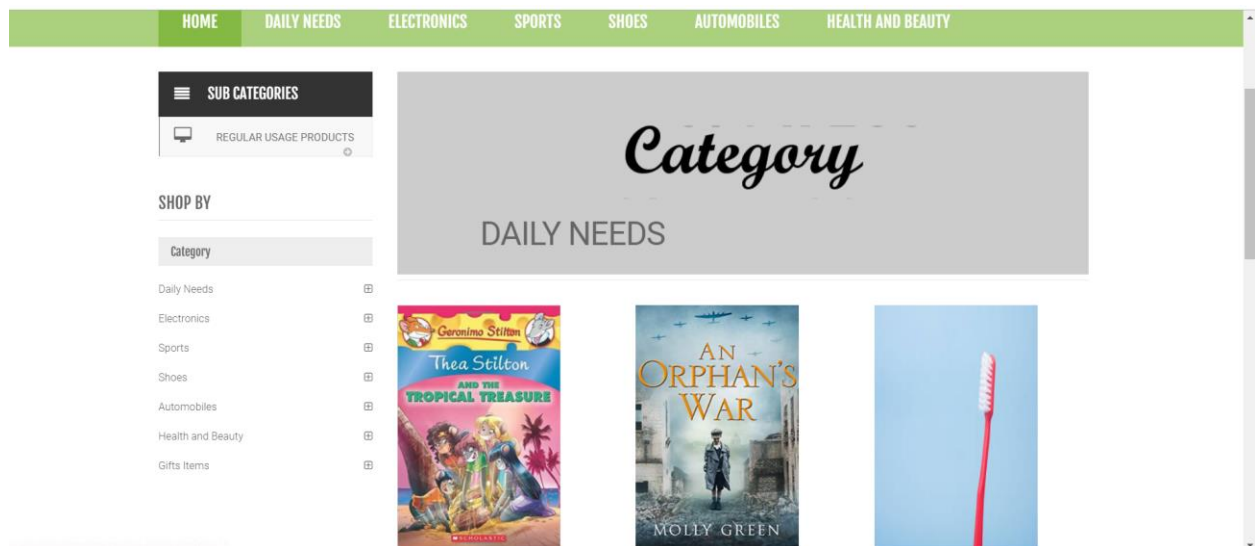 HOME DAILY NEEDS ELECTRONICS SPORTS SHOES AUTOMOBILES HEALTH AND BEAUTY
SUB CATEGORIES
REGULAR USAGE PRODUCTS
SHOP BY
Category
Daily Needs
Electronics
Sports
Shoes
Automobiles
Health and Beauty
Gifts Items
Category
DAILY NEEDS
Geronimo Stilton
Thea Stilton
AND THE
TROPICAL TREASURE
SCHOLASTIC
AN
ORPHAN'S
WAR
MOLLY GREEN